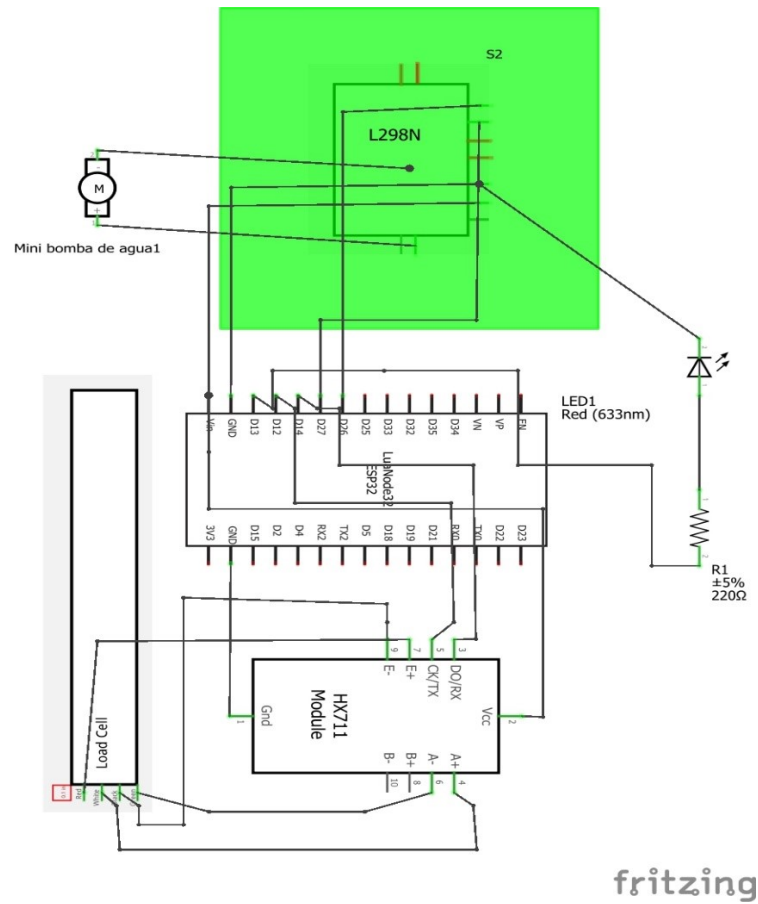 S2
L298N
M
Mini bomba de agua1
LED1
Red (633nm)
Vin
GND
D13
D12
D14
D27
D26
D25
D33
D32
D35
D34
VN
VP
EN
LuaNode32
ESP32
3V3
GND
D15
D2
D4
RX2
TX2
D5
D18
D19
D21
RX0
TX0
D22
D23
R1
±5%
220Ω
9
7
5
3
E-
E+
CK/TX
DO/RX
HX711
Module
Gnd
Vcc
1
2
B-
B+
A-
A+
10
8
6
4
Load Cell
Red
White
fritzing